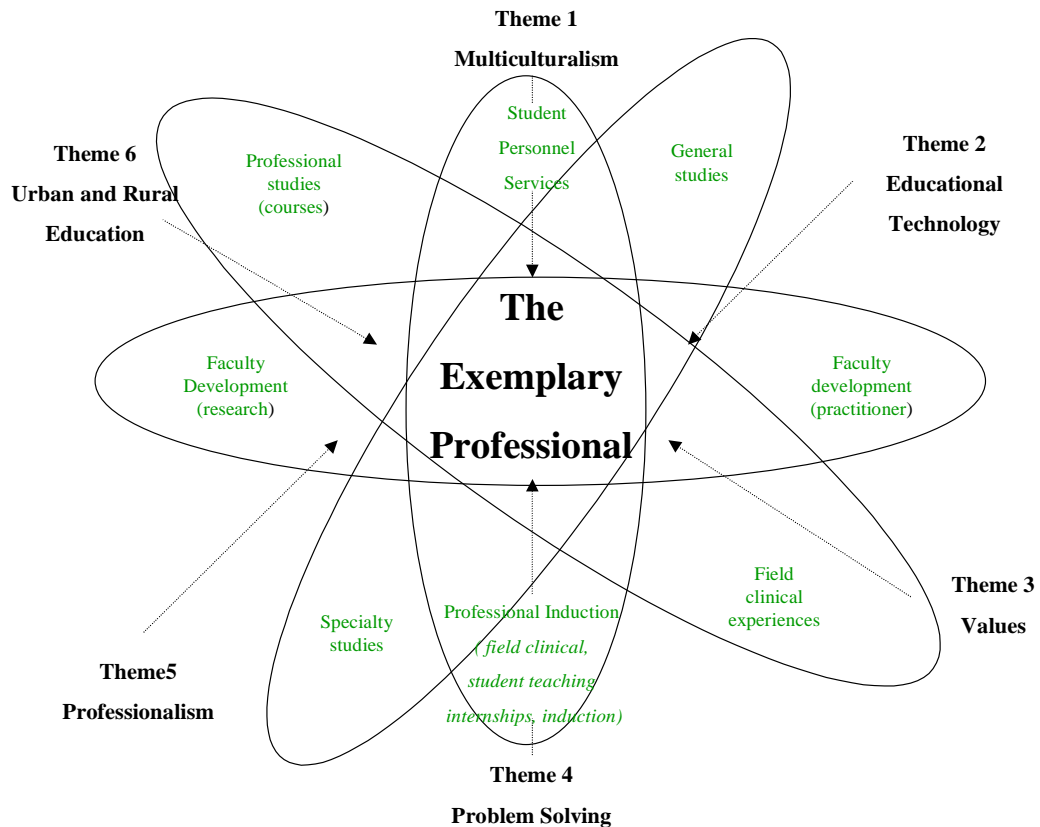 Theme 1
Multiculturalism
Student
Personnel
Services
General
studies
Theme 2
Educational
Technology
Theme 6
Urban and Rural
Education
Professional
studies
(courses)
The
Exemplary
Professional
Faculty
Development
(research)
Faculty
development
(practitioner)
Theme 3
Values
Field
clinical
experiences
Professional Induction
( field clinical,
student teaching
internships, induction)
Specialty
studies
Theme5
Professionalism
Theme 4
Problem Solving